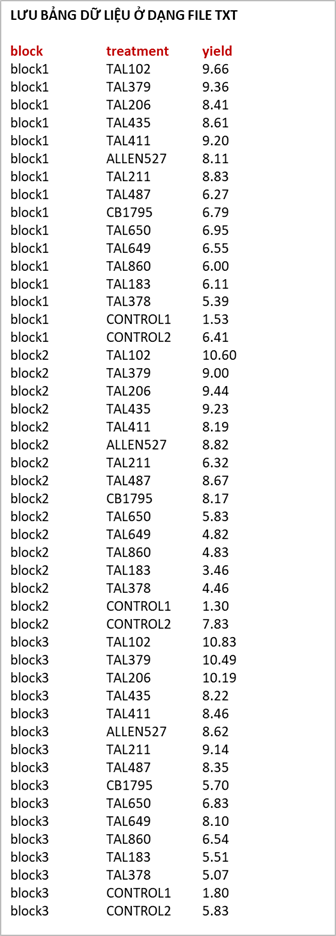 LƯU BẢNG DỮ LIỆU Ở DẠNG FILE TXT
block treatment yield
block1 TAL102 9.66
block1 TAL379 9.36
block1 TAL206 8.41
block1 TAL435 8.61
block1 TAL411 9.20
block1 ALLEN527 8.11
block1 TAL211 8.83
block1 TAL487 6.27
block1 CB1795 6.79
block1 TAL650 6.95
block1 TAL649 6.55
block1 TAL860 6.00
block1 TAL183 6.11
block1 TAL378 5.39
block1 CONTROL1 1.53
block1 CONTROL2 6.41
block2 TAL102 10.60
block2 TAL379 9.00
block2 TAL206 9.44
block2 TAL435 9.23
block2 TAL411 8.19
block2 ALLEN527 8.82
block2 TAL211 6.32
block2 TAL487 8.67
block2 CB1795 8.17
block2 TAL650 5.83
block2 TAL649 4.82
block2 TAL860 4.83
block2 TAL183 3.46
block2 TAL378 4.46
block2 CONTROL1 1.30
block2 CONTROL2 7.83
block3 TAL102 10.83
block3 TAL379 10.49
block3 TAL206 10.19
block3 TAL435 8.22
block3 TAL411 8.46
block3 ALLEN527 8.62
block3 TAL211 9.14
block3 TAL487 8.35
block3 CB1795 5.70
block3 TAL650 6.83
block3 TAL649 8.10
block3 TAL860 6.54
block3 TAL183 5.51
block3 TAL378 5.07
block3 CONTROL1 1.80
block3 CONTROL2 5.83